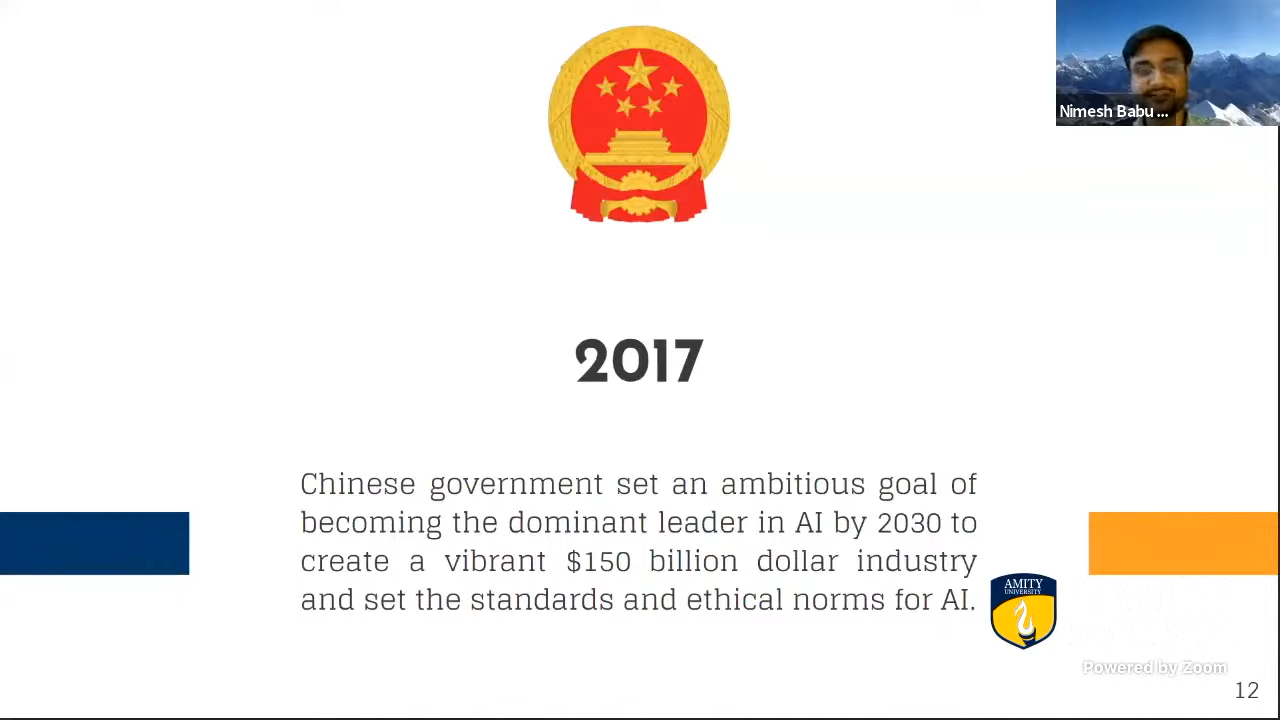 Nimesh Babu ...
2017
Chinese government set an ambitious goal of
becoming the dominant leader in AI by 2030 to
create a vibrant $150 billion dollar industry
and set the standards and ethical norms for AI.
AMITY
UNIVERSITY
Powered by Zoom
12